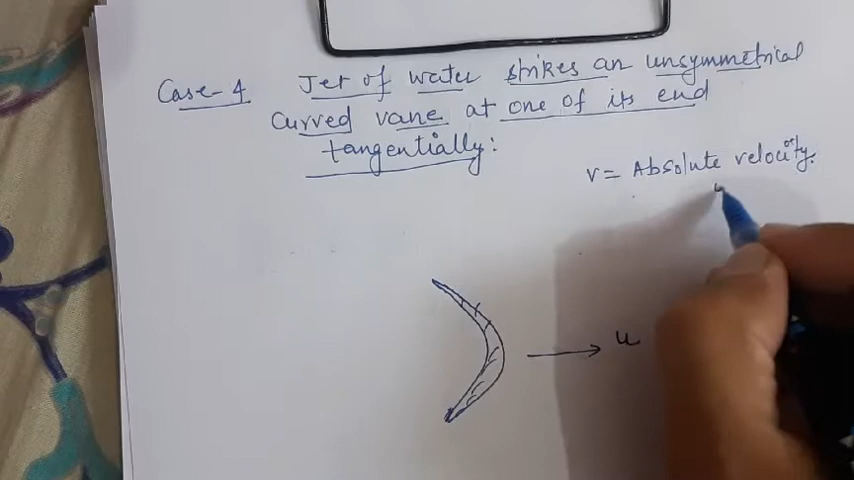 Case-4 Jet of water strikes an unsymmetrical
curved vane at one of its end
tangentially:
V = Absolute velocity.
u